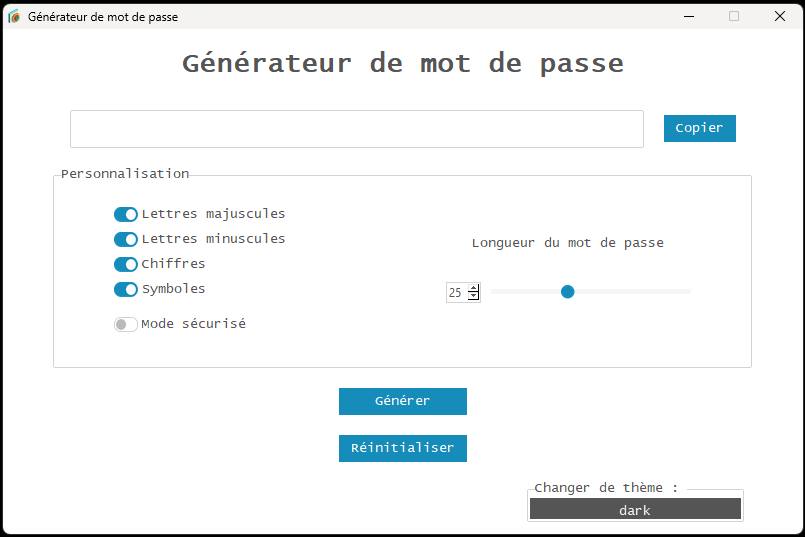 Générateur de mot de passe
Générateur de mot de passe
Copier
Personnalisation
Lettres majuscules
Lettres minuscules
Chiffres
Symboles
Mode sécurisé
Longueur du mot de passe
25
Générer
Réinitialiser
Changer de thème :
dark